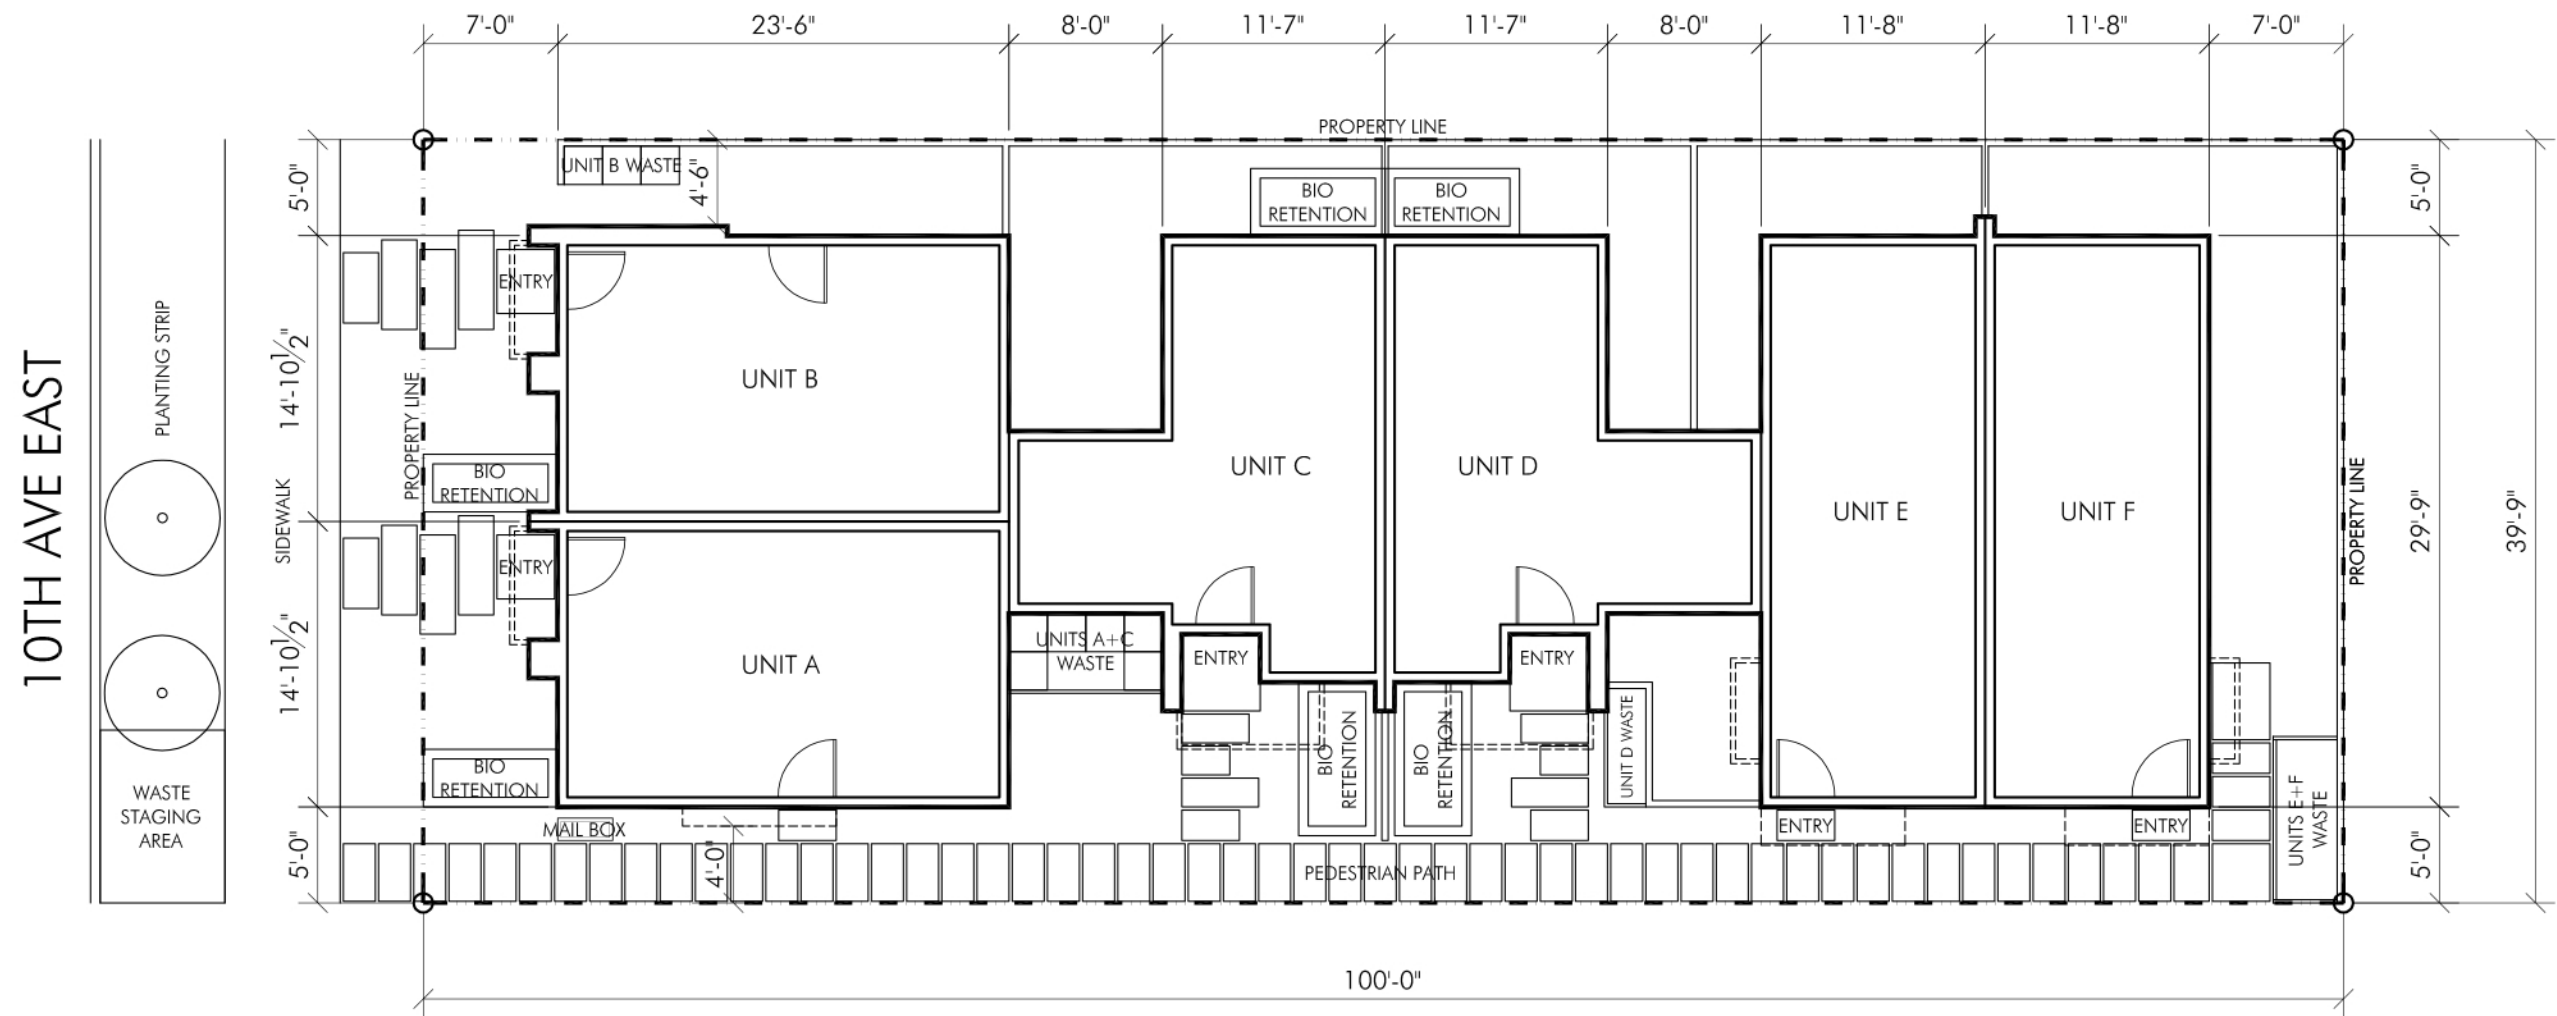 7'-0"
23'-6"
8'-0"
11'-7"
11'-7"
8'-0"
11'-8"
11'-8"
7'-0"
PROPERTY LINE
5'-0"
14'-10 1/2"
14'-10 1/2"
5'-0"
10TH AVE EAST
PLANTING STRIP
WASTE
STAGING
AREA
SIDEWALK
PROPERTY LINE
UNIT B WASTE
4'-6"
ENTRY
UNIT B
BIO
RETENTION
ENTRY
UNIT A
BIO
RETENTION
MAIL BOX
4'-0"
BIO
RETENTION
BIO
RETENTION
UNIT C
UNIT D
UNITS A+C
WASTE
ENTRY
ENTRY
BIO
RETENTION
BIO
RETENTION
UNIT D WASTE
UNIT E
UNIT F
ENTRY
ENTRY
UNITS E+F
WASTE
PEDESTRIAN PATH
PROPERTY LINE
5'-0"
29'-9"
5'-0"
39'-9"
100'-0"